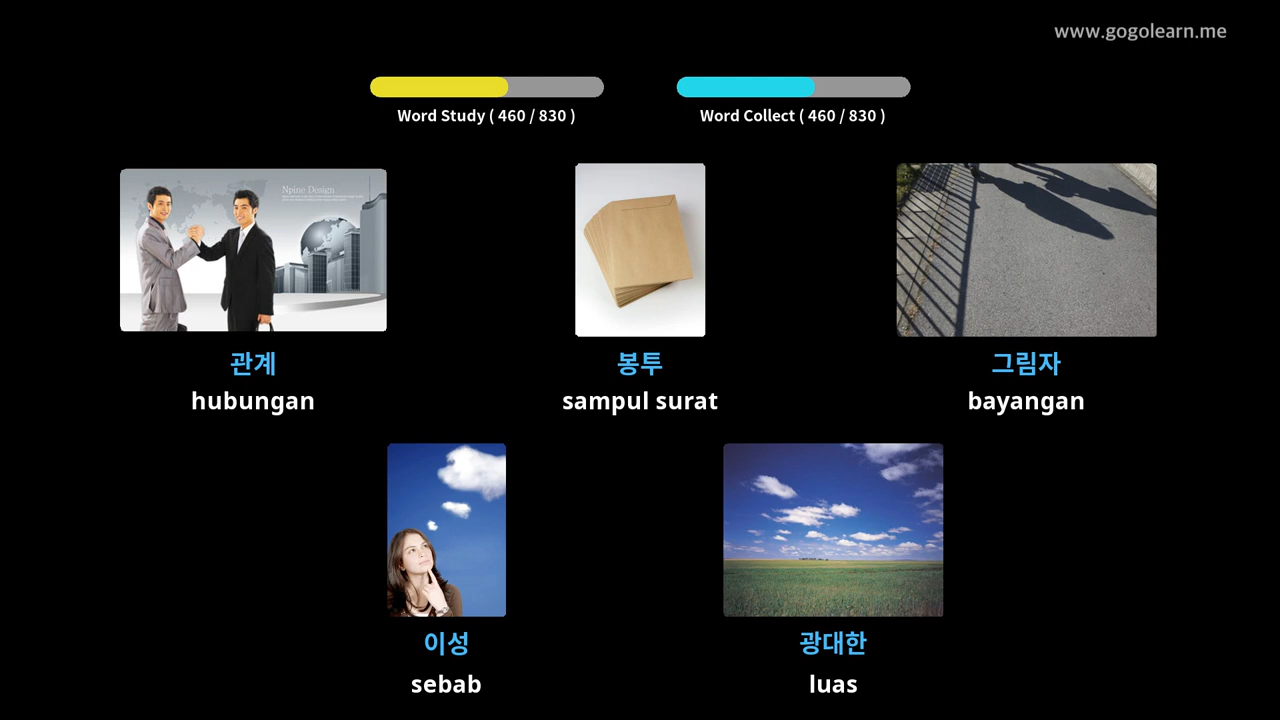 www.gogolearn.me
Word Study ( 460 / 830 )
Word Collect ( 460 / 830 )
Npine Design
관계
hubungan
봉투
sampul surat
그림자
bayangan
이성
sebab
광대한
luas